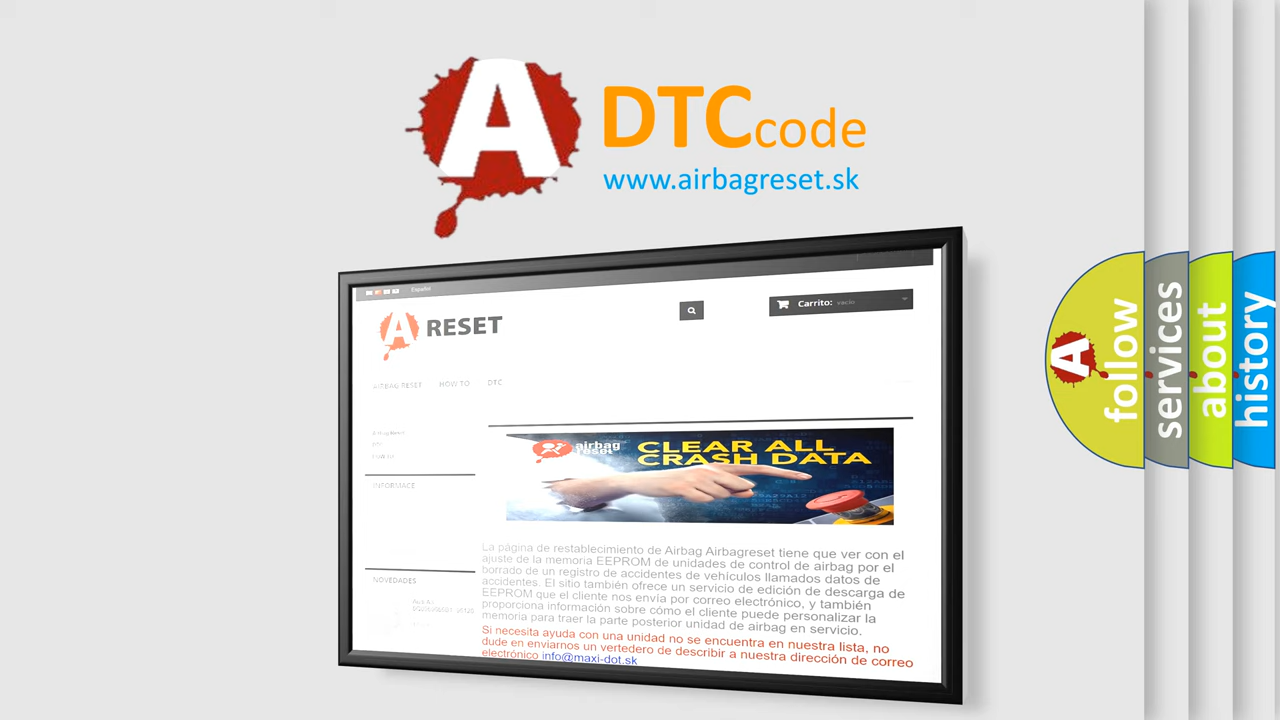 A DTC code
www.airbagreset.sk
Español
A RESET
Carrito: vacío
AIRBAG RESET HOW TO DTC
INFORMACE
NOVEDADES
airbag
reset
CLEAR ALL
CRASH DATA
La página de restablecimiento de Airbag Airbagreset tiene que ver con el
ajuste de la memoria EEPROM de unidades de control de airbag por el
borrado de un registro de accidentes de vehículos llamados datos de
accidentes. El sitio también ofrece un servicio de edición de descarga de
EEPROM que el cliente nos envía por correo electrónico, y también
proporciona información sobre cómo el cliente puede personalizar la
memoria para traer la parte posterior unidad de airbag en servicio.
Si necesita ayuda con una unidad no se encuentra en nuestra lista, no
dude en enviarnos un vertedero de describir a nuestra dirección de correo
electrónico info@maxi-dot.sk
A
follow
services
about
history